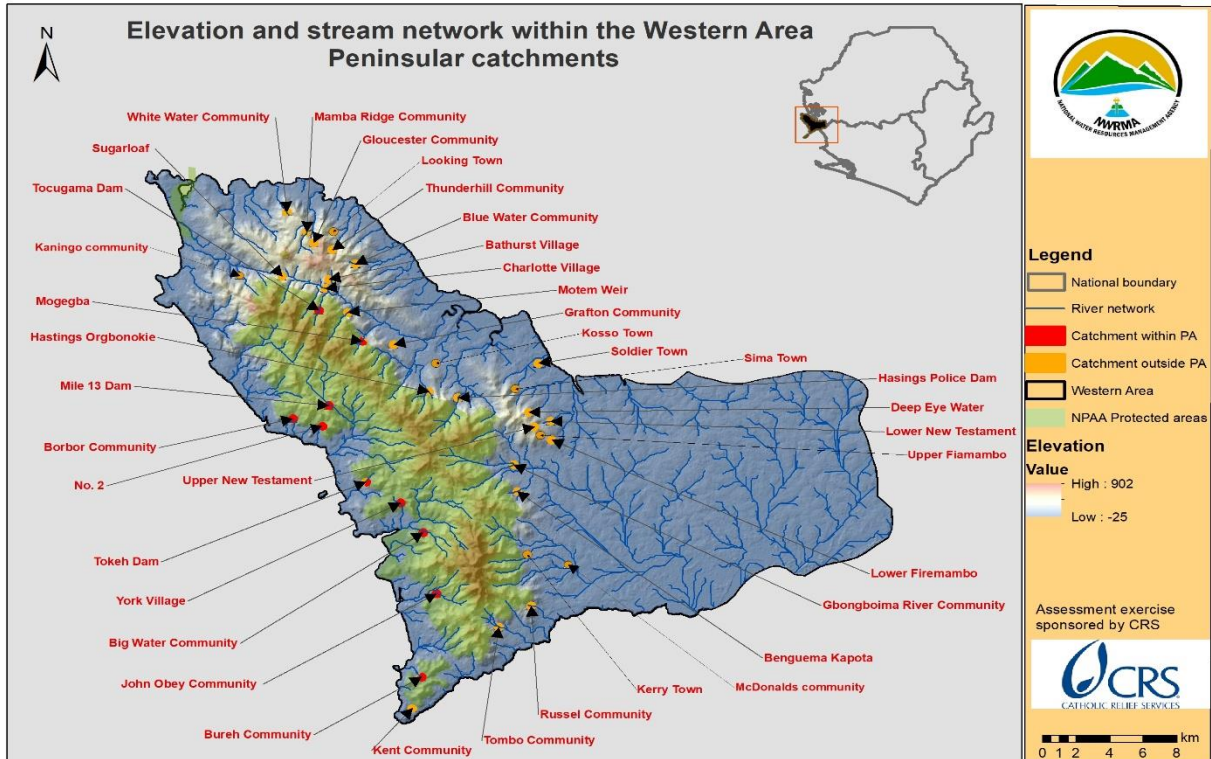 Elevation and stream network within the Western Area
Peninsular catchments
N
White Water Community
Mamba Ridge Community
Gloucester Community
Sugarloaf
Looking Town
Tocugama Dam
Thunderhill Community
Blue Water Community
Kaningo community
Bathurst Village
Charlotte Village
Mogegba
Motem Weir
Grafton Community
Hastings Orgbonokie
Kosso Town
Soldier Town
Sima Town
Mile 13 Dam
Hasings Police Dam
Deep Eye Water
Borbor Community
Lower New Testament
Upper Fiamambo
No. 2
Upper New Testament
Tokeh Dam
Lower Firemambo
York Village
Gbongboima River Community
Big Water Community
Benguema Kapota
John Obey Community
McDonalds community
Kerry Town
Russel Community
Bureh Community
Tombo Community
Kent Community
NATIONAL WATER RESOURCES MANAGEMENT AGENCY
NWRMA
Legend
National boundary
River network
Catchment within PA
Catchment outside PA
Western Area
NPAA Protected areas
Elevation
Value
High : 902
Low : -25
Assessment exercise
sponsored by CRS
CRS
CATHOLIC RELIEF SERVICES
km
0 1 2 4 6 8